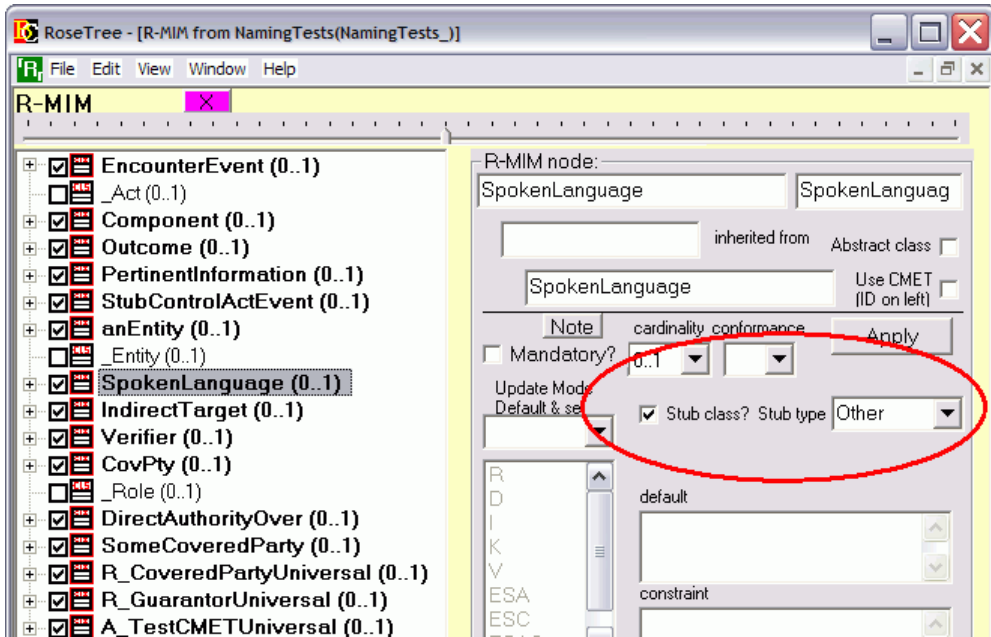 RoseTree - [R-MIM from NamingTests(NamingTests_)]
File Edit View Window Help
R-MIM X
EncounterEvent (0..1)
_Act (0..1)
Component (0..1)
Outcome (0..1)
PertinentInformation (0..1)
StubControlActEvent (0..1)
anEntity (0..1)
_Entity (0..1)
SpokenLanguage (0..1)
IndirectTarget (0..1)
Verifier (0..1)
CovPty (0..1)
_Role (0..1)
DirectAuthorityOver (0..1)
SomeCoveredParty (0..1)
R_CoveredPartyUniversal (0..1)
R_GuarantorUniversal (0..1)
A_TestCMETUniversal (0..1)
R-MIM node:
SpokenLanguage SpokenLanguag
inherited from Abstract class
SpokenLanguage Use CMET
(ID on left)
Note cardinality conformance Apply
Mandatory? 0..1
Update Mode
Default & se
Stub class? Stub type Other
R
D
I
K
V
ESA
ESC
default
constraint